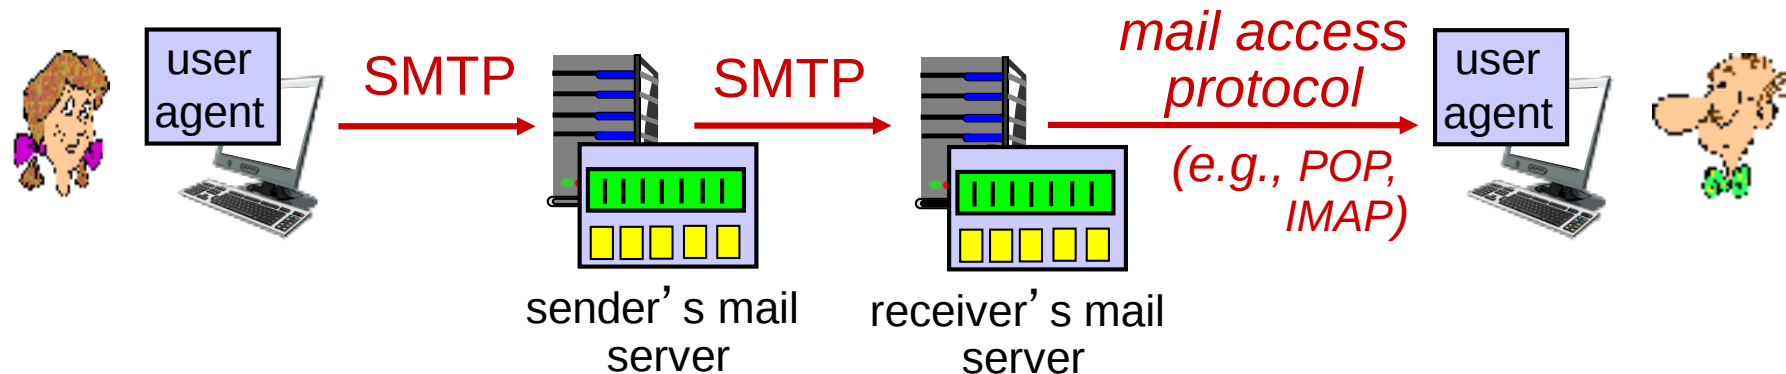 user
agent
SMTP
SMTP
mail access
protocol
(e.g., POP,
IMAP)
user
agent
sender’s mail
server
receiver’s mail
server